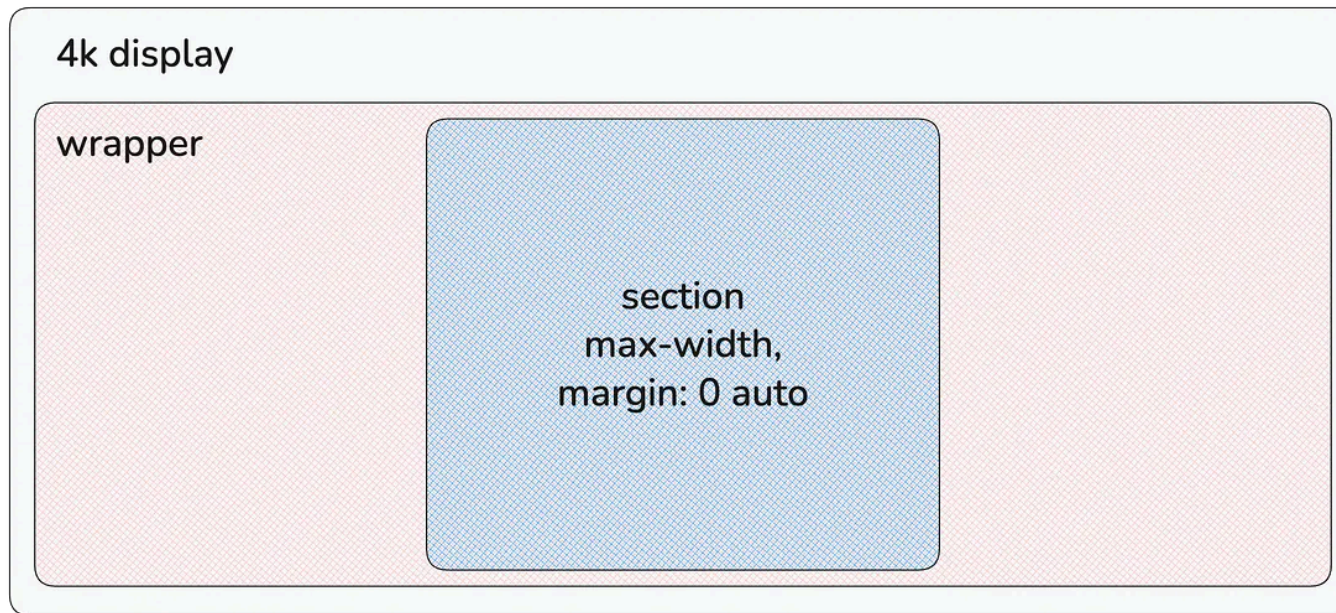 4k display
wrapper
section
max-width,
margin: 0 auto